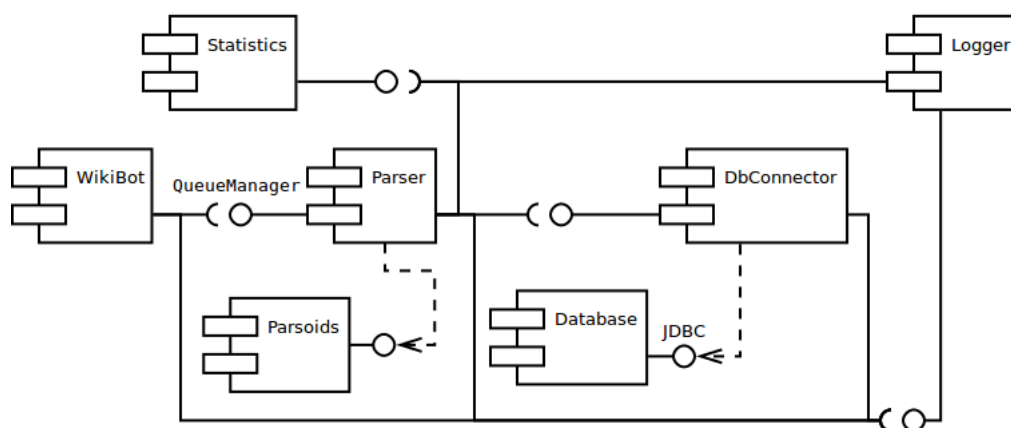 Statistics
Logger
WikiBot
QueueManager
Parser
DbConnector
Parsoids
Database
JDBC